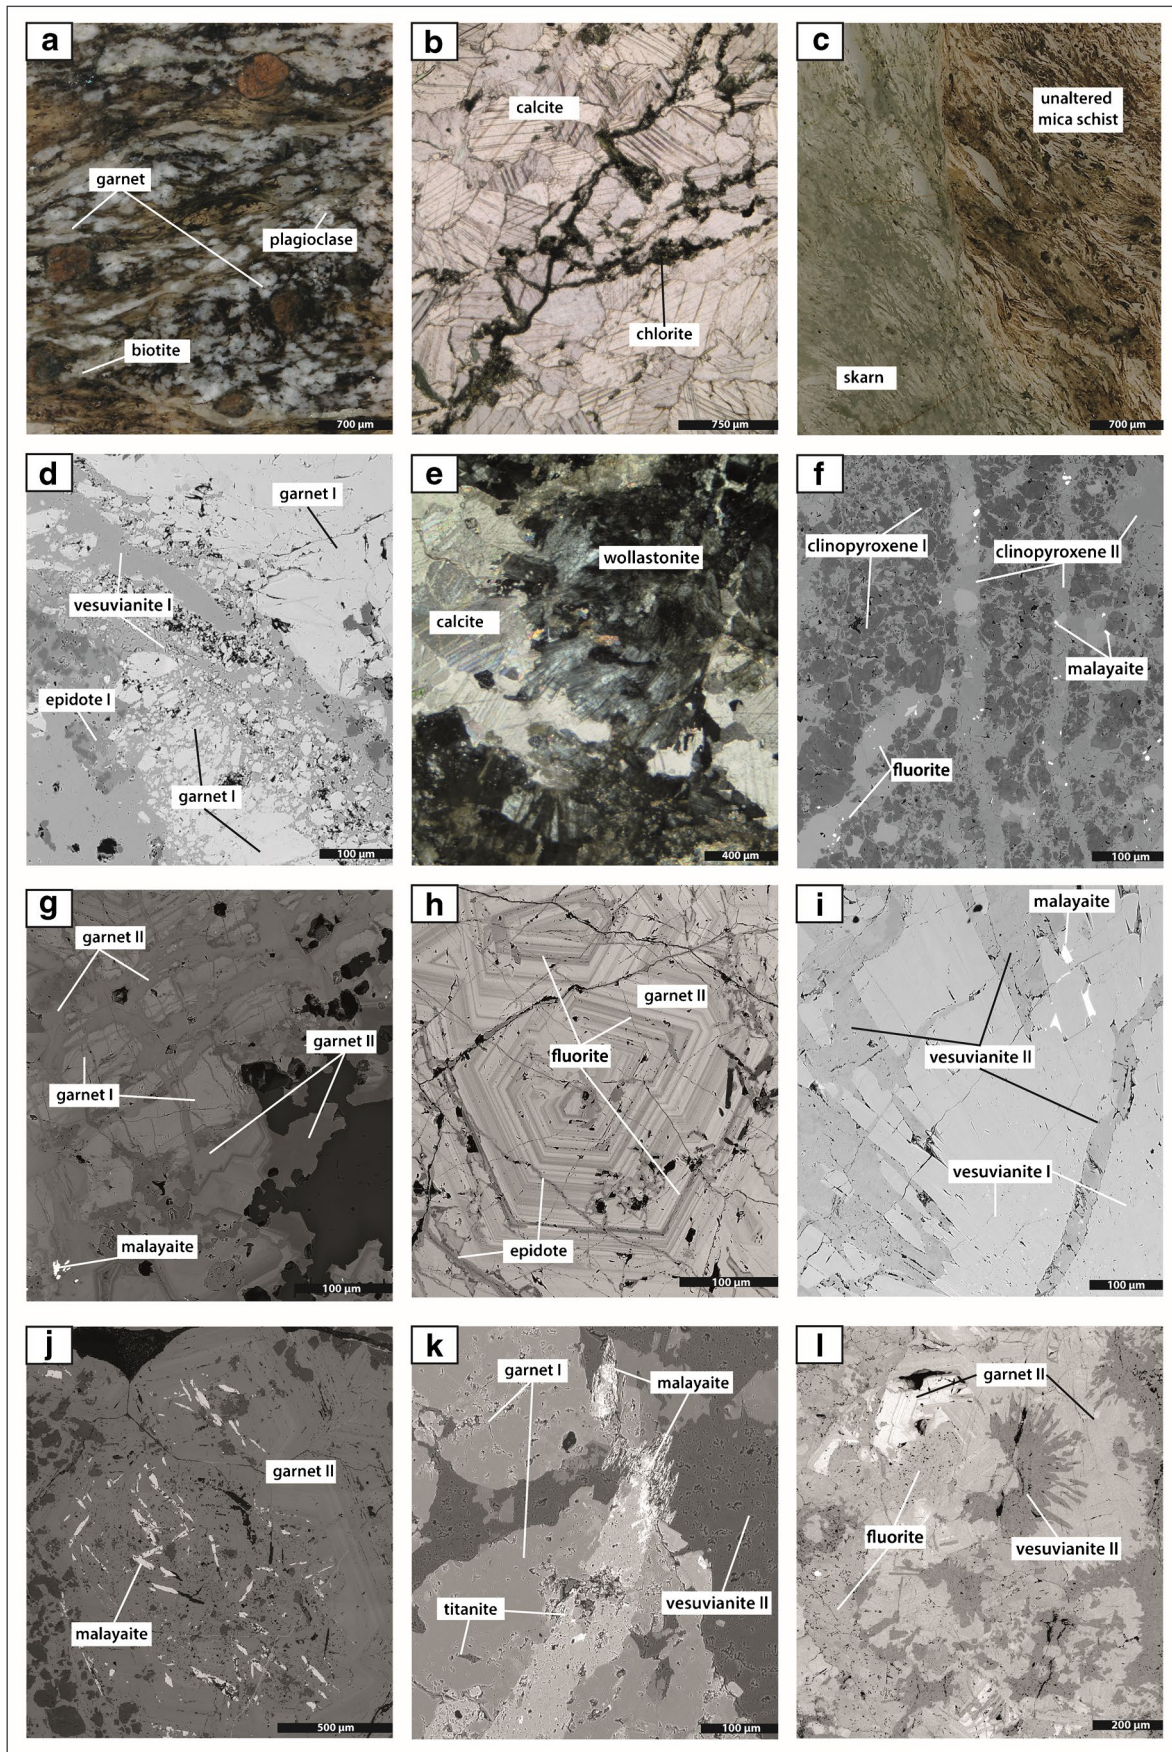 a
garnet
plagioclase
biotite
700 µm
b
calcite
chlorite
750 µm
c
unaltered
mica schist
skarn
700 µm
d
garnet I
vesuvianite I
epidote I
garnet I
100 µm
e
wollastonite
calcite
400 µm
f
clinopyroxene I
clinopyroxene II
malayaite
fluorite
100 µm
g
garnet II
garnet II
garnet I
malayaite
100 µm
h
garnet II
fluorite
epidote
100 µm
i
malayaite
vesuvianite II
vesuvianite I
100 µm
j
garnet II
malayaite
500 µm
k
garnet I
malayaite
titanite
vesuvianite II
100 µm
l
garnet II
fluorite
vesuvianite II
200 µm